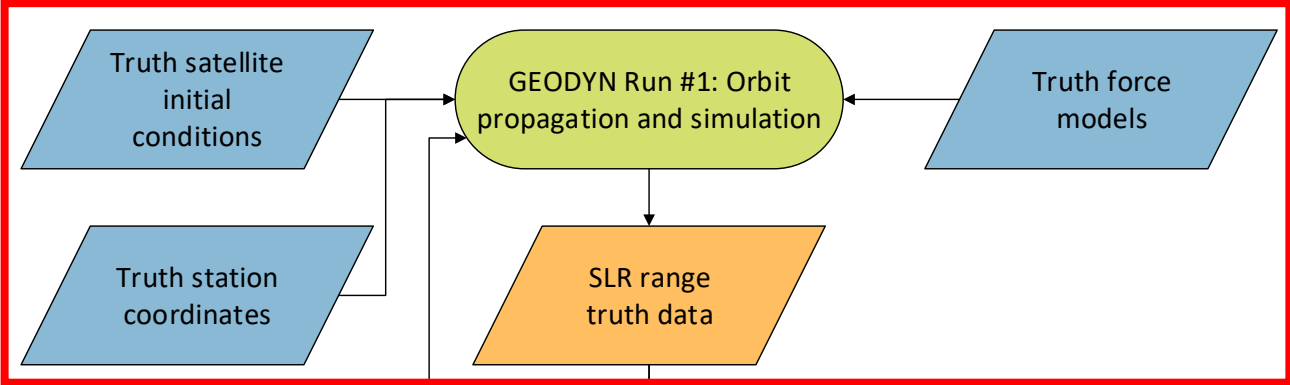 Truth satellite
initial
conditions
GEODYN Run #1: Orbit
propagation and simulation
Truth force
models
Truth station
coordinates
SLR range
truth data